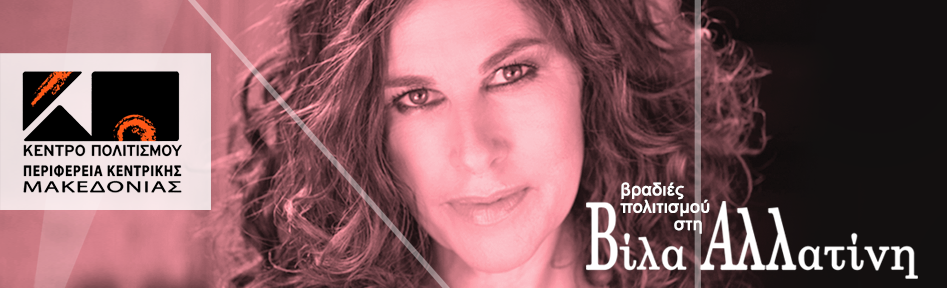 ΚΕΝΤΡΟ ΠΟΛΙΤΙΣΜΟΥ
ΠΕΡΙΦΕΡΕΙΑ ΚΕΝΤΡΙΚΗΣ
ΜΑΚΕΔΟΝΙΑΣ
βραδιές
πολιτισμού
στη
Βίλα Αλλατίνη